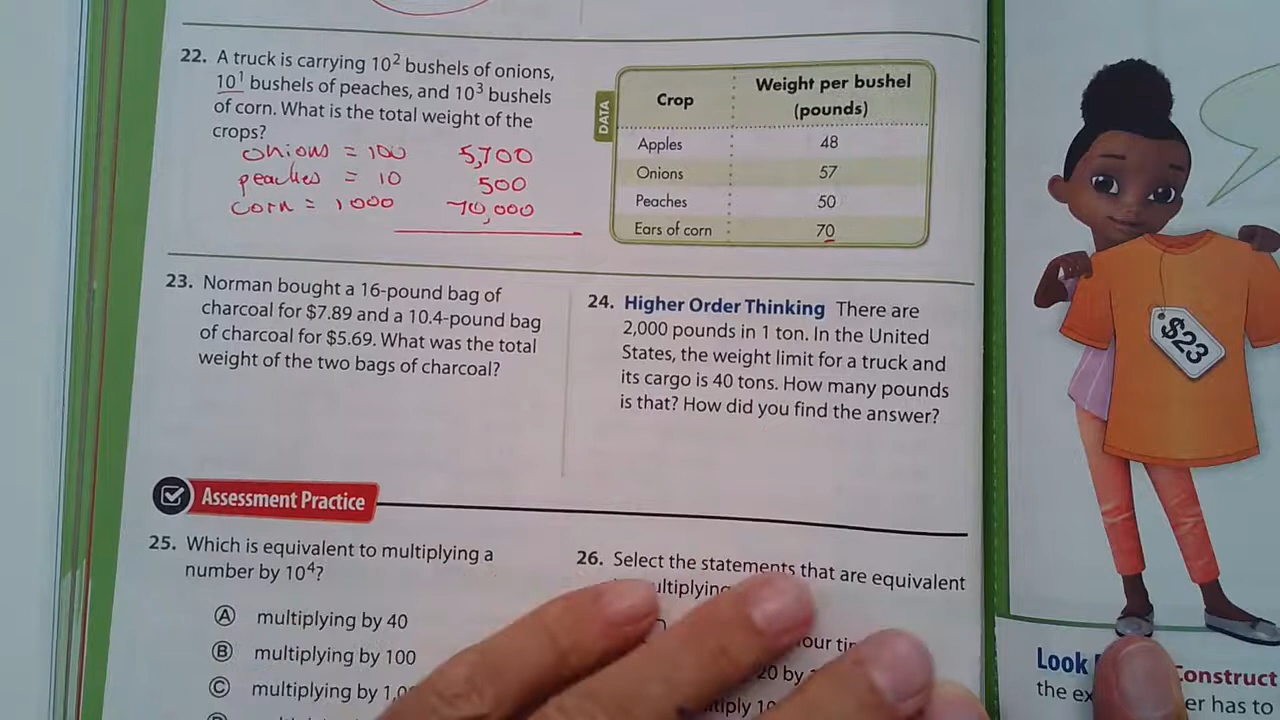 22. A truck is carrying 10² bushels of onions,
10¹ bushels of peaches, and 10³ bushels
of corn. What is the total weight of the
crops?
onions = 100 5,700
peaches = 10 500
corn = 1000 70,000
DATA
Crop Weight per bushel
(pounds)
Apples 48
Onions 57
Peaches 50
Ears of corn 70
23. Norman bought a 16-pound bag of
charcoal for $7.89 and a 10.4-pound bag
of charcoal for $5.69. What was the total
weight of the two bags of charcoal?
24. Higher Order Thinking There are
2,000 pounds in 1 ton. In the United
States, the weight limit for a truck and
its cargo is 40 tons. How many pounds
is that? How did you find the answer?
$23
Assessment Practice
25. Which is equivalent to multiplying a
number by 10⁴?
A multiplying by 40
B multiplying by 100
C multiplying by
26. Select the statements that are equivalent
20 by
Look Construct
the er has to